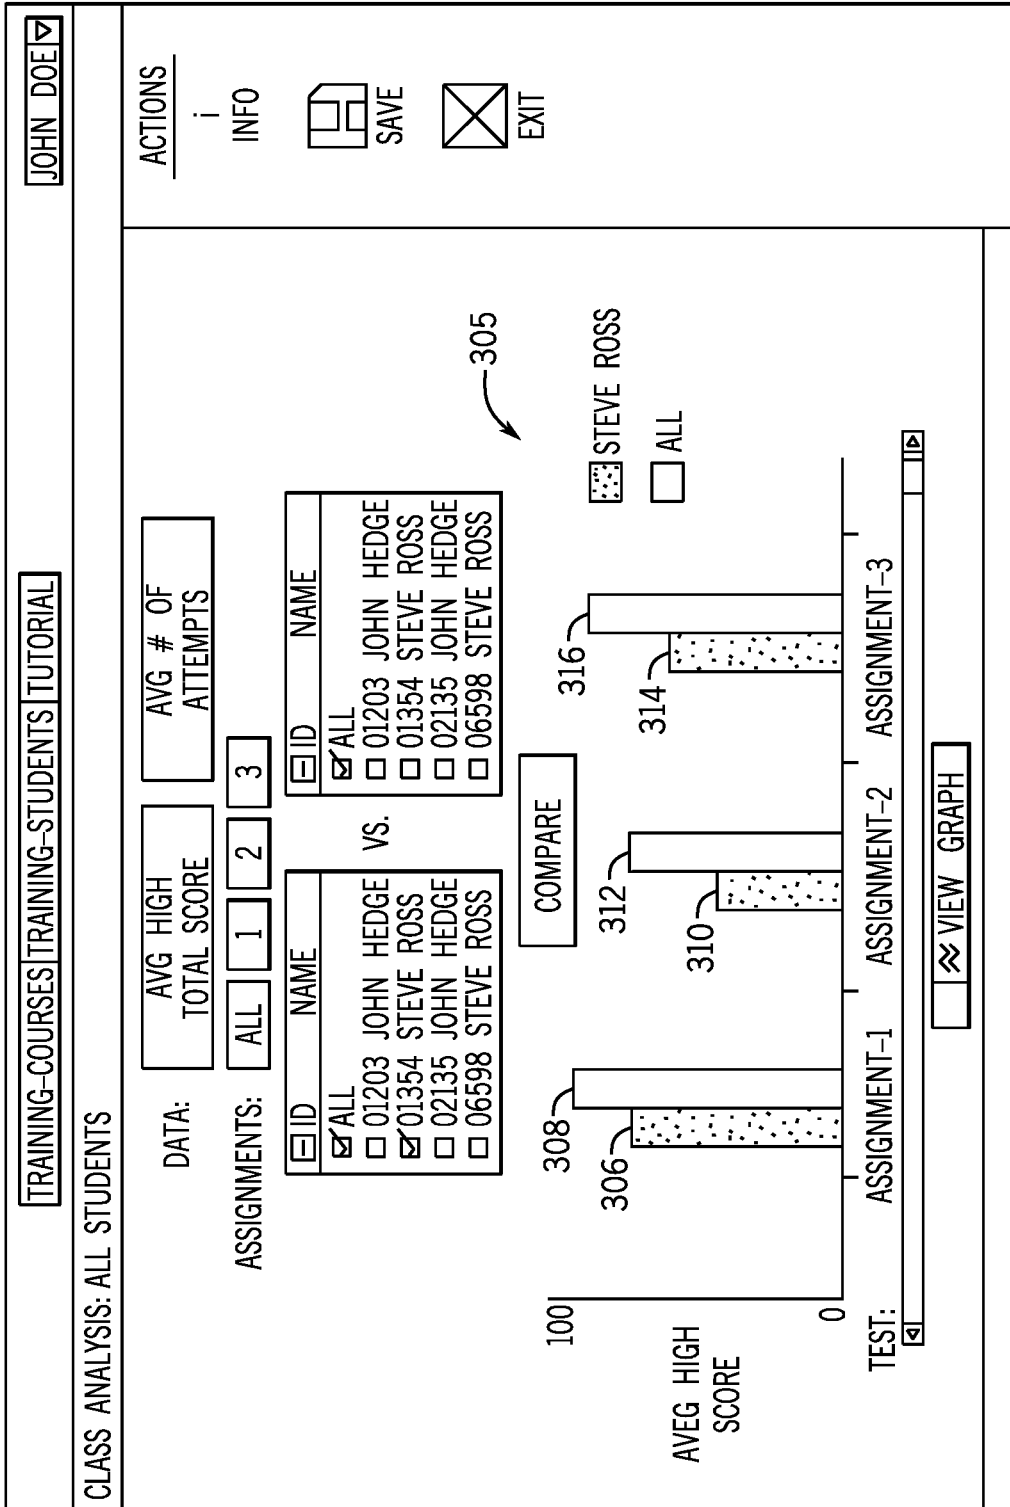 TRAINING-COURSES TRAINING-STUDENTS TUTORIAL
JOHN DOE
CLASS ANALYSIS: ALL STUDENTS
ACTIONS
i
INFO
SAVE
EXIT
DATA:
AVG HIGH
TOTAL SCORE
AVG # OF
ATTEMPTS
ASSIGNMENTS:
ALL
1
2
3
ID NAME
ALL
01203 JOHN HEDGE
01354 STEVE ROSS
02135 JOHN HEDGE
06598 STEVE ROSS
VS.
ID NAME
ALL
01203 JOHN HEDGE
01354 STEVE ROSS
02135 JOHN HEDGE
06598 STEVE ROSS
COMPARE
305
STEVE ROSS
ALL
100
AVEG HIGH
SCORE
0
308
306
312
310
316
314
TEST:
ASSIGNMENT-1
ASSIGNMENT-2
ASSIGNMENT-3
VIEW GRAPH